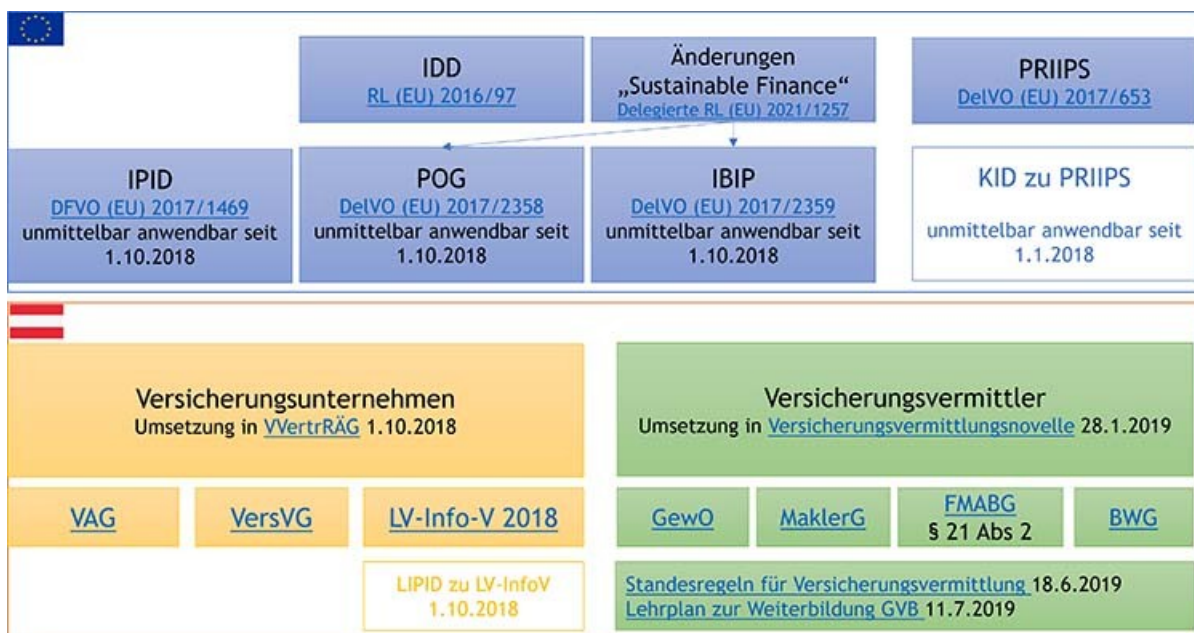 IDD
RL (EU) 2016/97
Änderungen
„Sustainable Finance“
Delegierte RL (EU) 2021/1257
PRIIPS
DelVO (EU) 2017/653
IPID
DFVO (EU) 2017/1469
unmittelbar anwendbar seit
1.10.2018
POG
DelVO (EU) 2017/2358
unmittelbar anwendbar seit
1.10.2018
IBIP
DelVO (EU) 2017/2359
unmittelbar anwendbar seit
1.10.2018
KID zu PRIIPS
unmittelbar anwendbar seit
1.1.2018
Versicherungsunternehmen
Umsetzung in VVertrRÄG 1.10.2018
Versicherungsvermittler
Umsetzung in Versicherungsvermittlungsnovelle 28.1.2019
VAG
VersVG
LV-Info-V 2018
GewO
MaklerG
FMABG
§ 21 Abs 2
BWG
LIPID zu LV-InfoV
1.10.2018
Standesregeln für Versicherungsvermittlung 18.6.2019
Lehrplan zur Weiterbildung GVB 11.7.2019